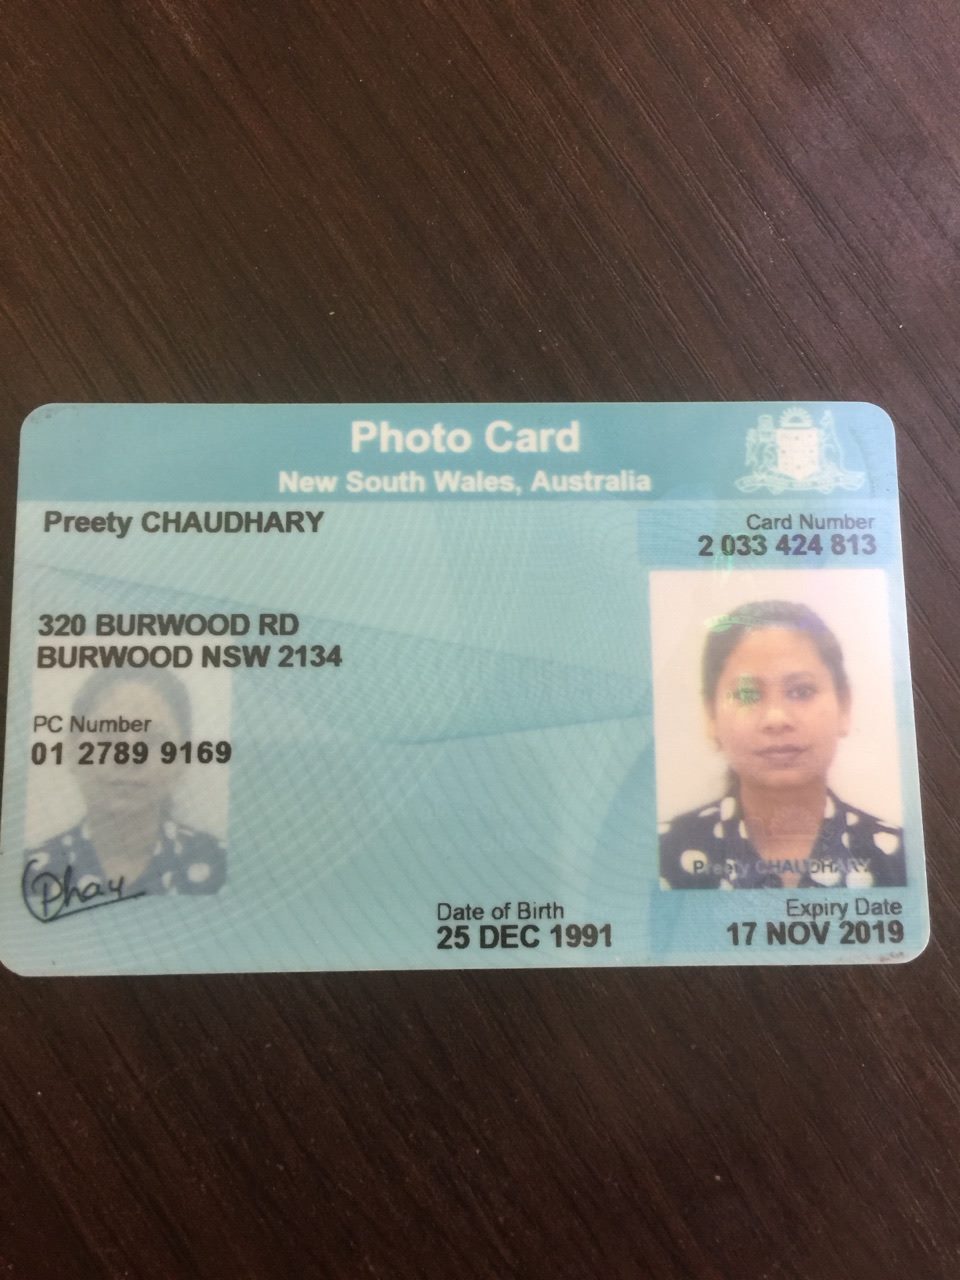 Photo Card
New South Wales, Australia
Preety CHAUDHARY
Card Number
2 033 424 813
320 BURWOOD RD
BURWOOD NSW 2134
PC Number
01 2789 9169
Preety CHAUDHARY
Date of Birth
25 DEC 1991
Expiry Date
17 NOV 2019